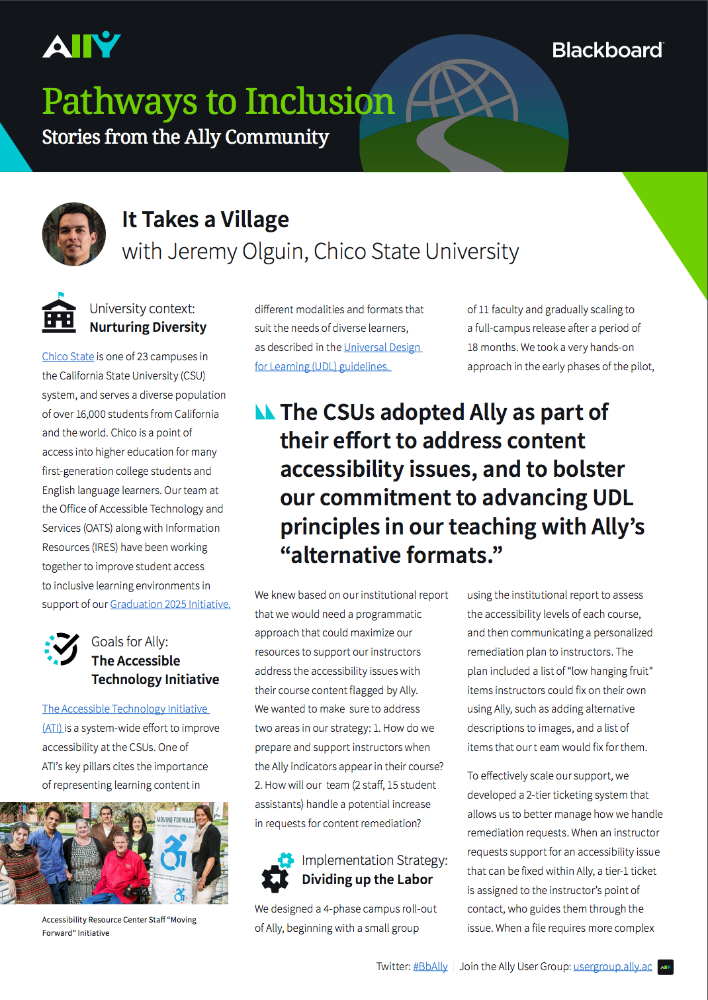 Ally
Blackboard
Pathways to Inclusion
Stories from the Ally Community
It Takes a Village
with Jeremy Olguin, Chico State University
University context:
Nurturing Diversity
Chico State is one of 23 campuses in
the California State University (CSU)
system, and serves a diverse population
of over 16,000 students from California
and the world. Chico is a point of
access into higher education for many
first-generation college students and
English language learners. Our team at
the Office of Accessible Technology and
Services (OATS) along with Information
Resources (IRES) have been working
together to improve student access
to inclusive learning environments in
support of our Graduation 2025 Initiative.
Goals for Ally:
The Accessible
Technology Initiative
The Accessible Technology Initiative
(ATI) is a system-wide effort to improve
accessibility at the CSUs. One of
ATI's key pillars cites the importance
of representing learning content in
MOVING FORWARD
Accessibility Resource Center Staff “Moving
Forward” Initiative
different modalities and formats that
suit the needs of diverse learners,
as described in the Universal Design
for Learning (UDL) guidelines.
of 11 faculty and gradually scaling to
a full-campus release after a period of
18 months. We took a very hands-on
approach in the early phases of the pilot,
The CSUs adopted Ally as part of
their effort to address content
accessibility issues, and to bolster
our commitment to advancing UDL
principles in our teaching with Ally’s
“alternative formats.”
We knew based on our institutional report
that we would need a programmatic
approach that could maximize our
resources to support our instructors
address the accessibility issues with
their course content flagged by Ally.
We wanted to make sure to address
two areas in our strategy: 1. How do we
prepare and support instructors when
the Ally indicators appear in their course?
2. How will our team (2 staff, 15 student
assistants) handle a potential increase
in requests for content remediation?
Implementation Strategy:
Dividing up the Labor
We designed a 4-phase campus roll-out
of Ally, beginning with a small group
using the institutional report to assess
the accessibility levels of each course,
and then communicating a personalized
remediation plan to instructors. The
plan included a list of “low hanging fruit”
items instructors could fix on their own
using Ally, such as adding alternative
descriptions to images, and a list of
items that our t eam would fix for them.
To effectively scale our support, we
developed a 2-tier ticketing system that
allows us to better manage how we handle
remediation requests. When an instructor
requests support for an accessibility issue
that can be fixed within Ally, a tier-1 ticket
is assigned to the instructor’s point of
contact, who guides them through the
issue. When a file requires more complex
Twitter: #BbAlly | Join the Ally User Group: usergroup.ally.ac
Ally